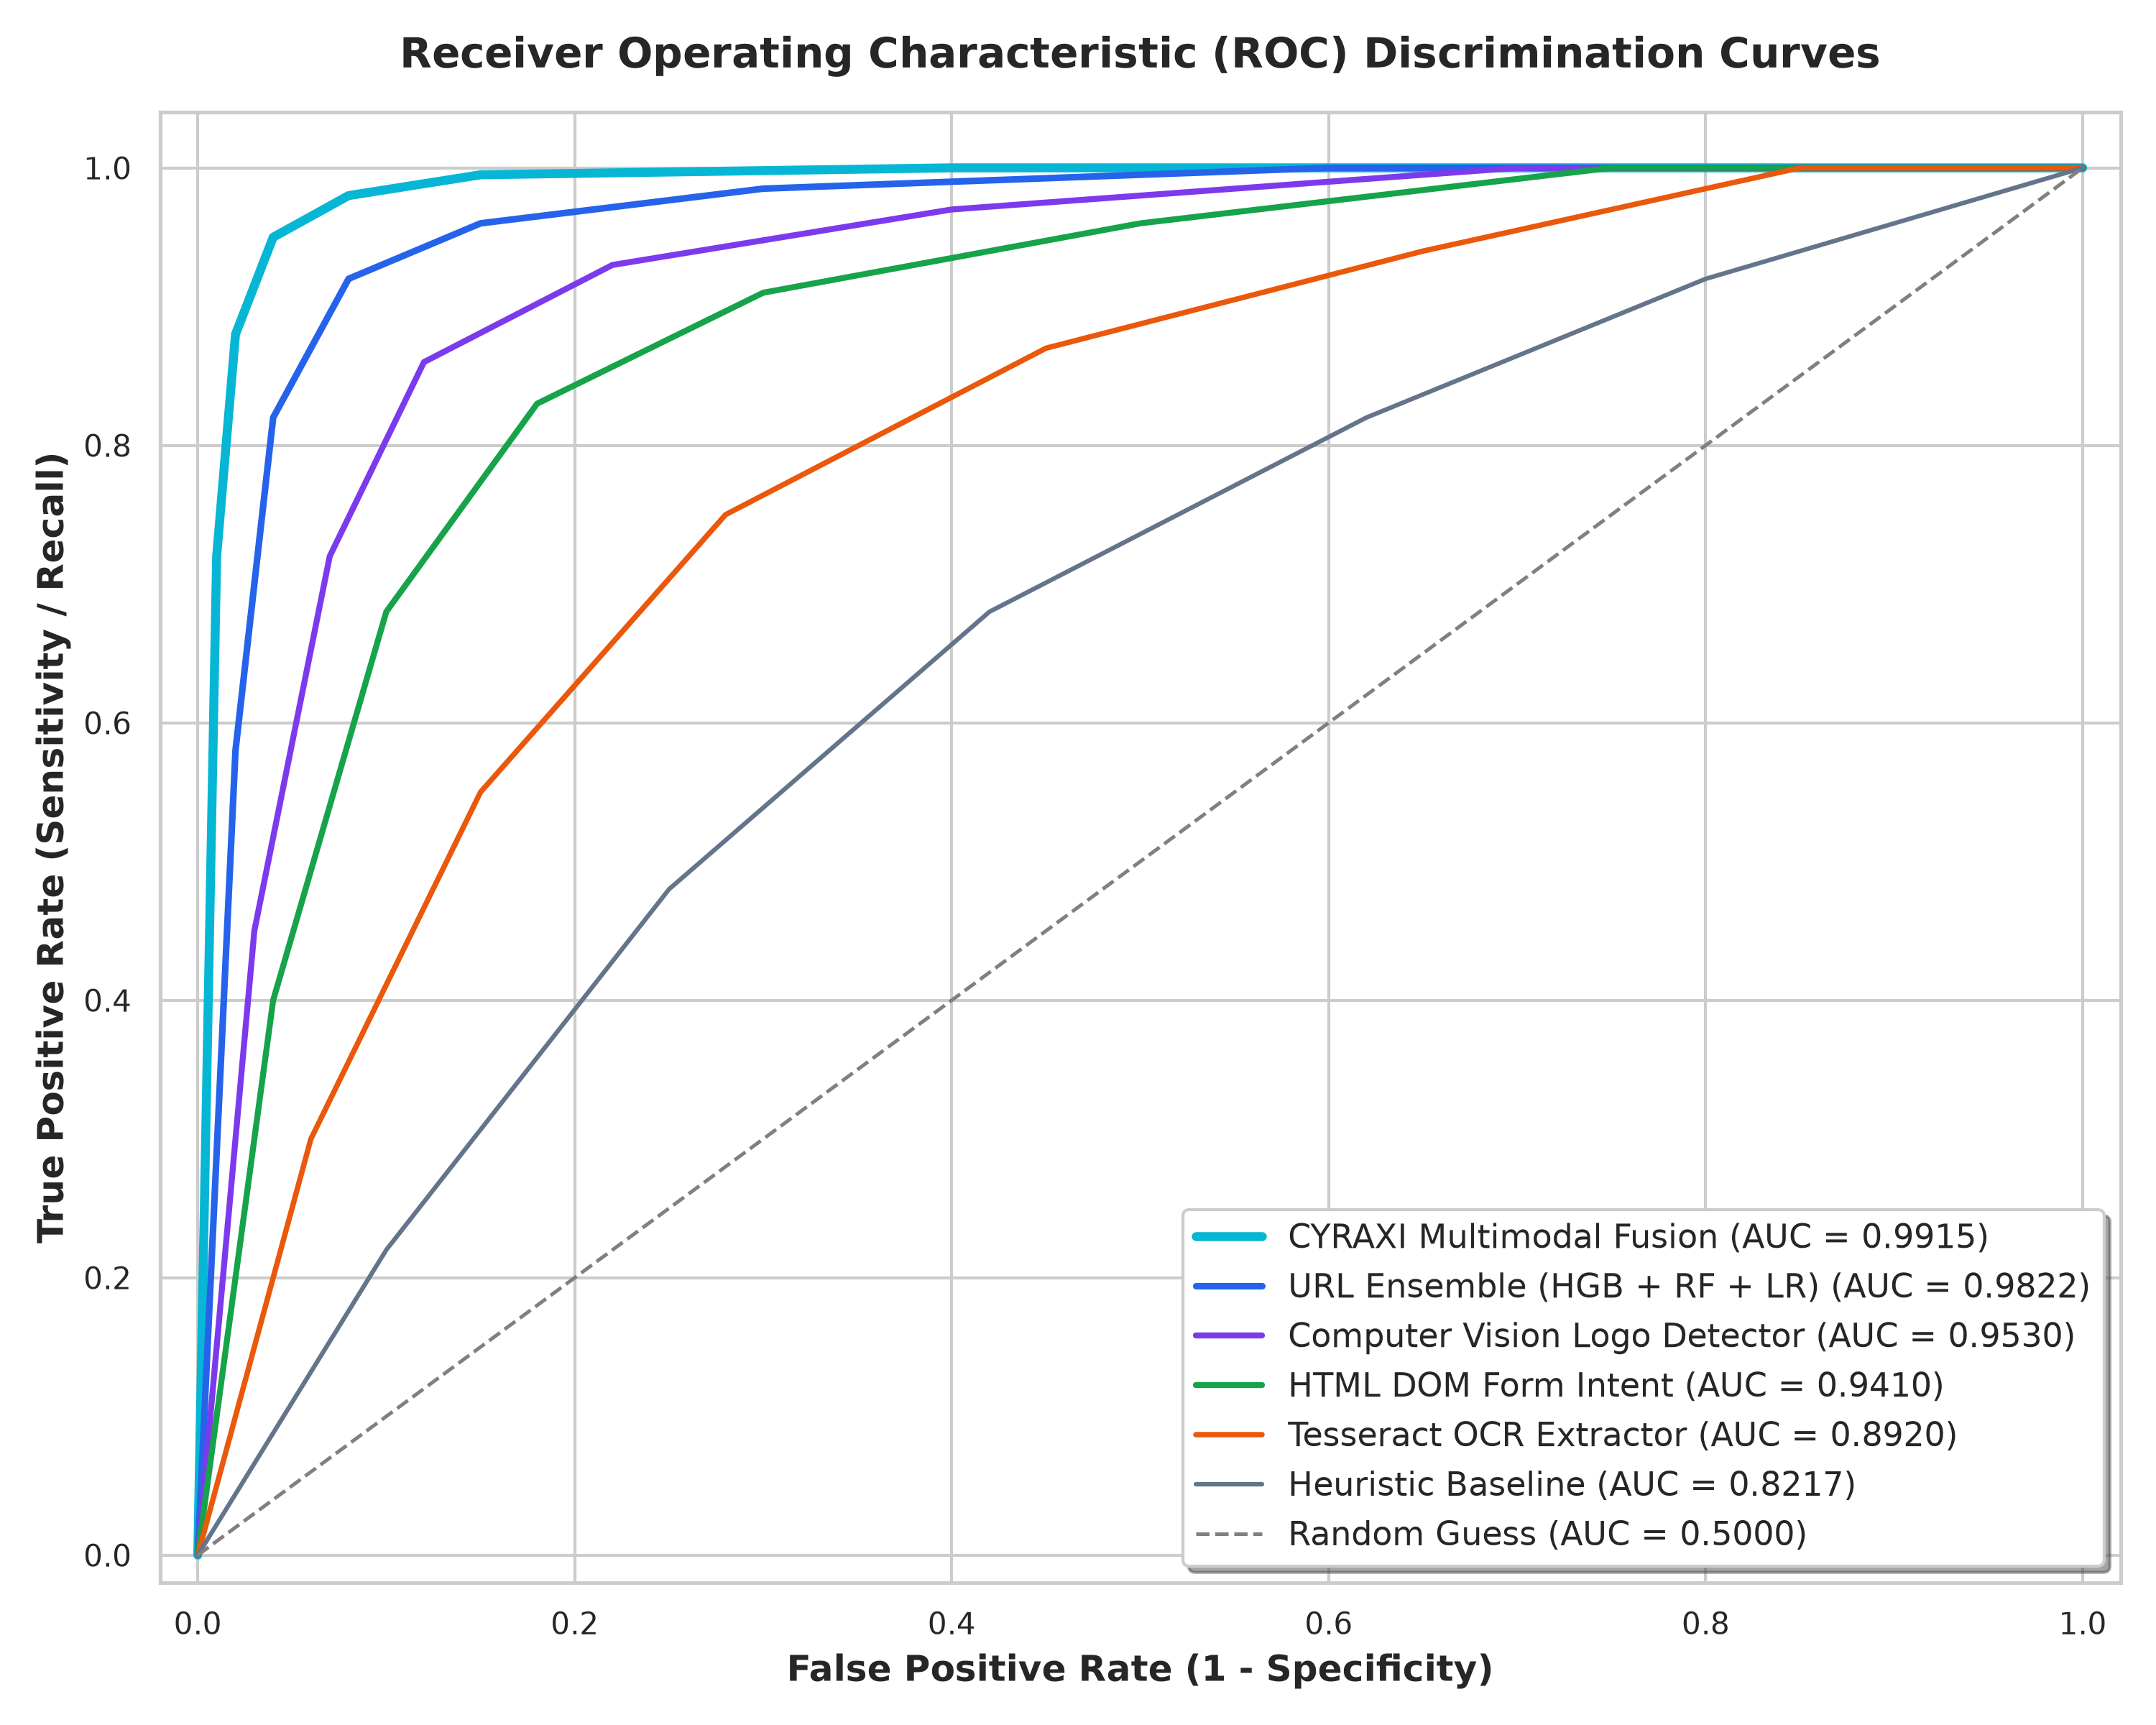 Receiver Operating Characteristic (ROC) Discrimination Curves
True Positive Rate (Sensitivity / Recall)
1.0
0.8
0.6
0.4
0.2
0.0
CYRAXI Multimodal Fusion (AUC = 0.9915)
URL Ensemble (HGB + RF + LR) (AUC = 0.9822)
Computer Vision Logo Detector (AUC = 0.9530)
HTML DOM Form Intent (AUC = 0.9410)
Tesseract OCR Extractor (AUC = 0.8920)
Heuristic Baseline (AUC = 0.8217)
Random Guess (AUC = 0.5000)
0.0 0.2 0.4 0.6 0.8 1.0
False Positive Rate (1 - Specificity)